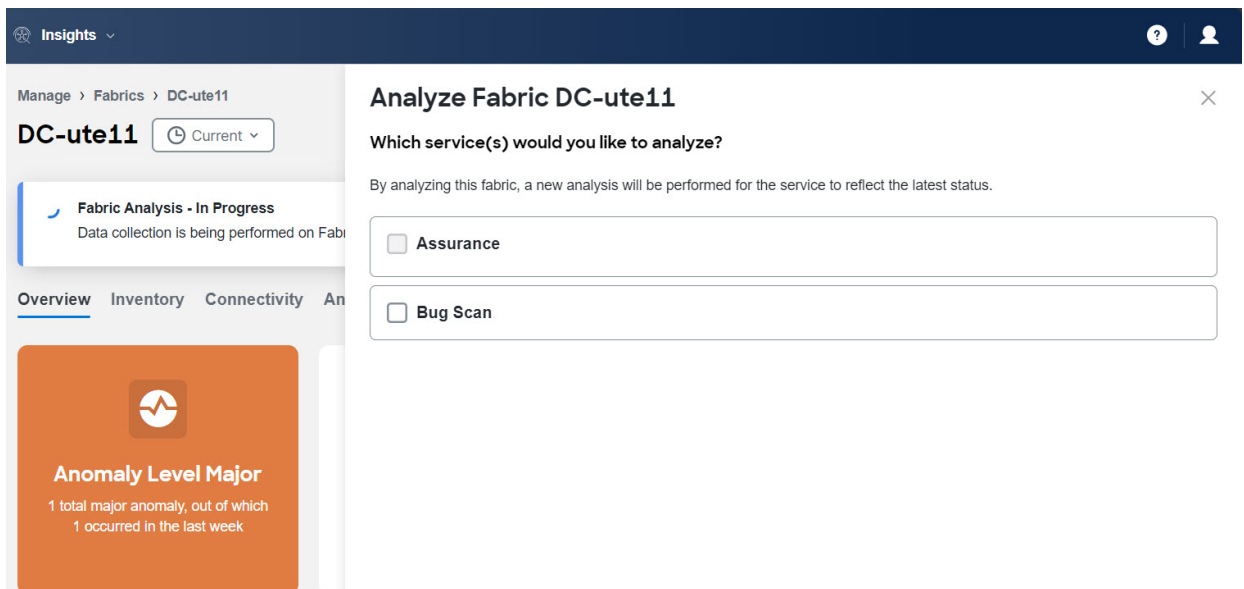 Insights
?
Manage > Fabrics > DC-ute11
DC-ute11 Current
Fabric Analysis - In Progress
Data collection is being performed on Fab
Overview Inventory Connectivity An
Anomaly Level Major
1 total major anomaly, out of which
1 occurred in the last week
Analyze Fabric DC-ute11
Which service(s) would you like to analyze?
By analyzing this fabric, a new analysis will be performed for the service to reflect the latest status.
Assurance
Bug Scan